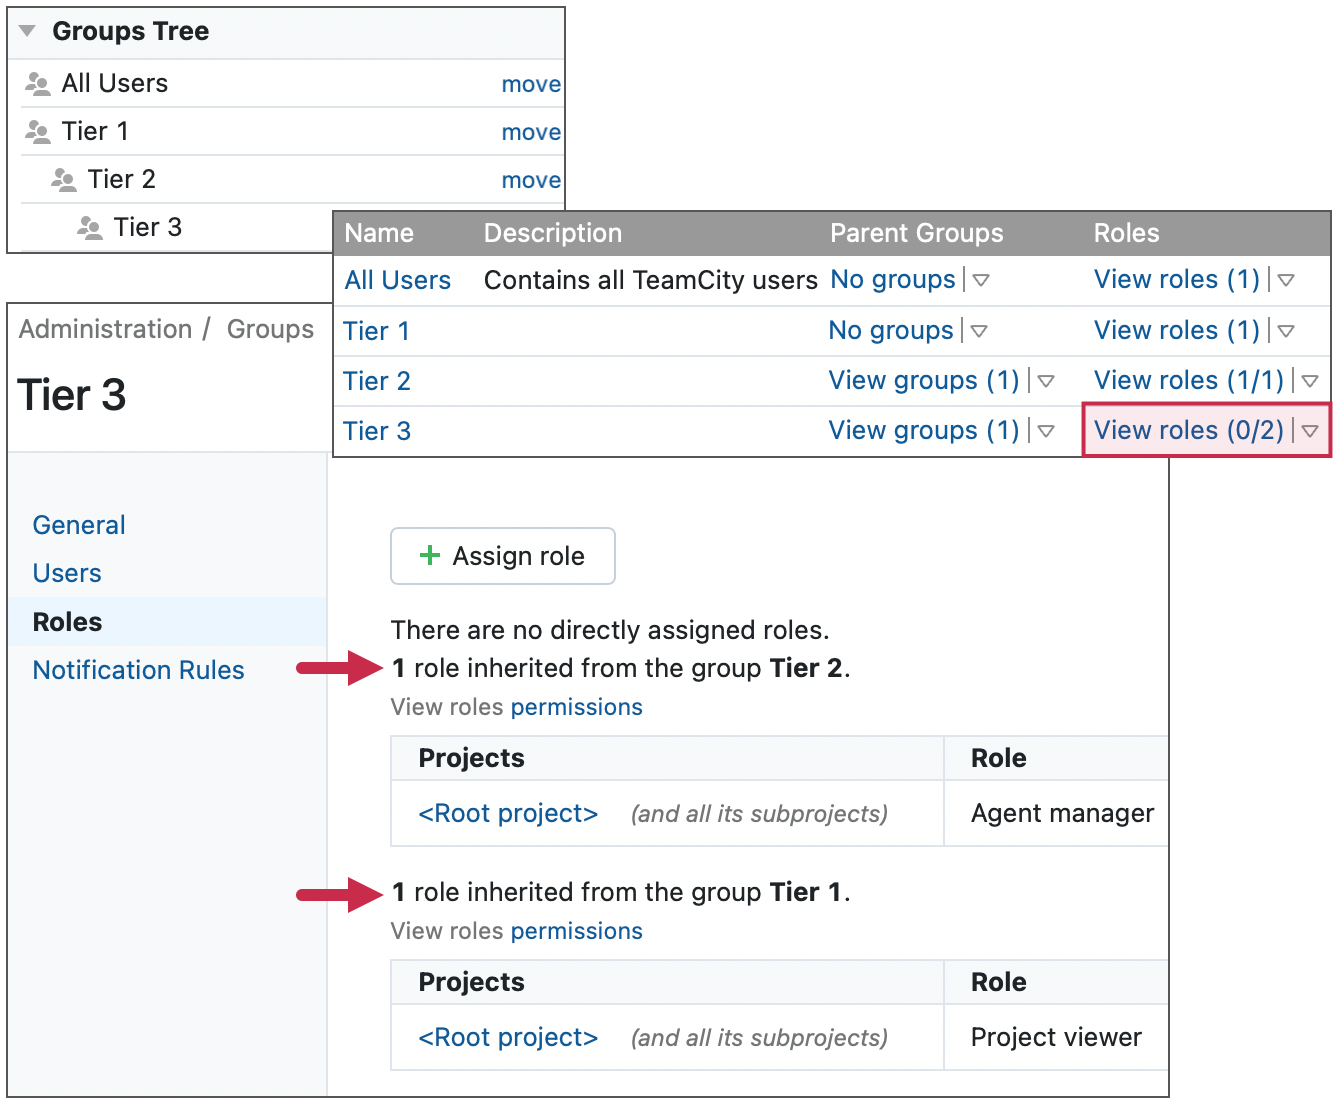 Groups Tree
All Users move
Tier 1 move
Tier 2 move
Tier 3
Name Description Parent Groups Roles
All Users Contains all TeamCity users No groups View roles (1)
Tier 1 No groups View roles (1)
Tier 2 View groups (1) View roles (1/1)
Tier 3 View groups (1) View roles (0/2)
Administration / Groups
Tier 3
General
Users
Roles
Notification Rules
+ Assign role
There are no directly assigned roles.
1 role inherited from the group Tier 2.
View roles permissions
Projects Role
<Root project> (and all its subprojects) Agent manager
1 role inherited from the group Tier 1.
View roles permissions
Projects Role
<Root project> (and all its subprojects) Project viewer